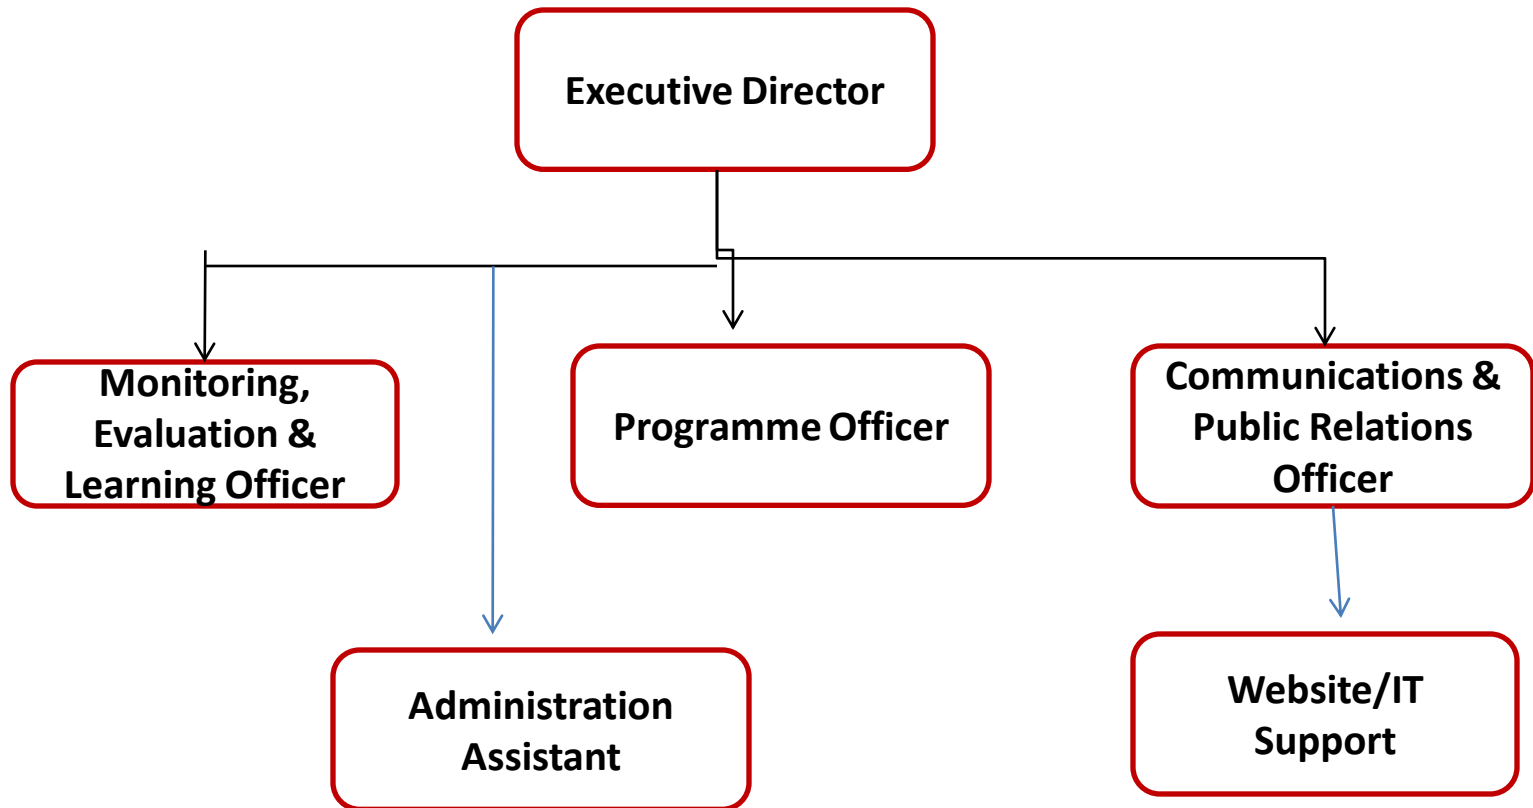 Executive Director
Monitoring,
Evaluation &
Learning Officer
Programme Officer
Communications &
Public Relations
Officer
Administration
Assistant
Website/IT
Support